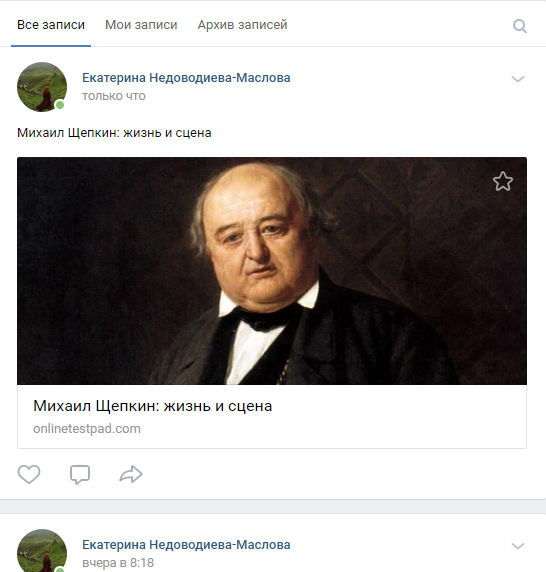 Все записи Мои записи Архив записей
Екатерина Недоводиева-Маслова
только что
Михаил Щепкин: жизнь и сцена
Михаил Щепкин: жизнь и сцена
onlinetestpad.com
Екатерина Недоводиева-Маслова
вчера в 8:18